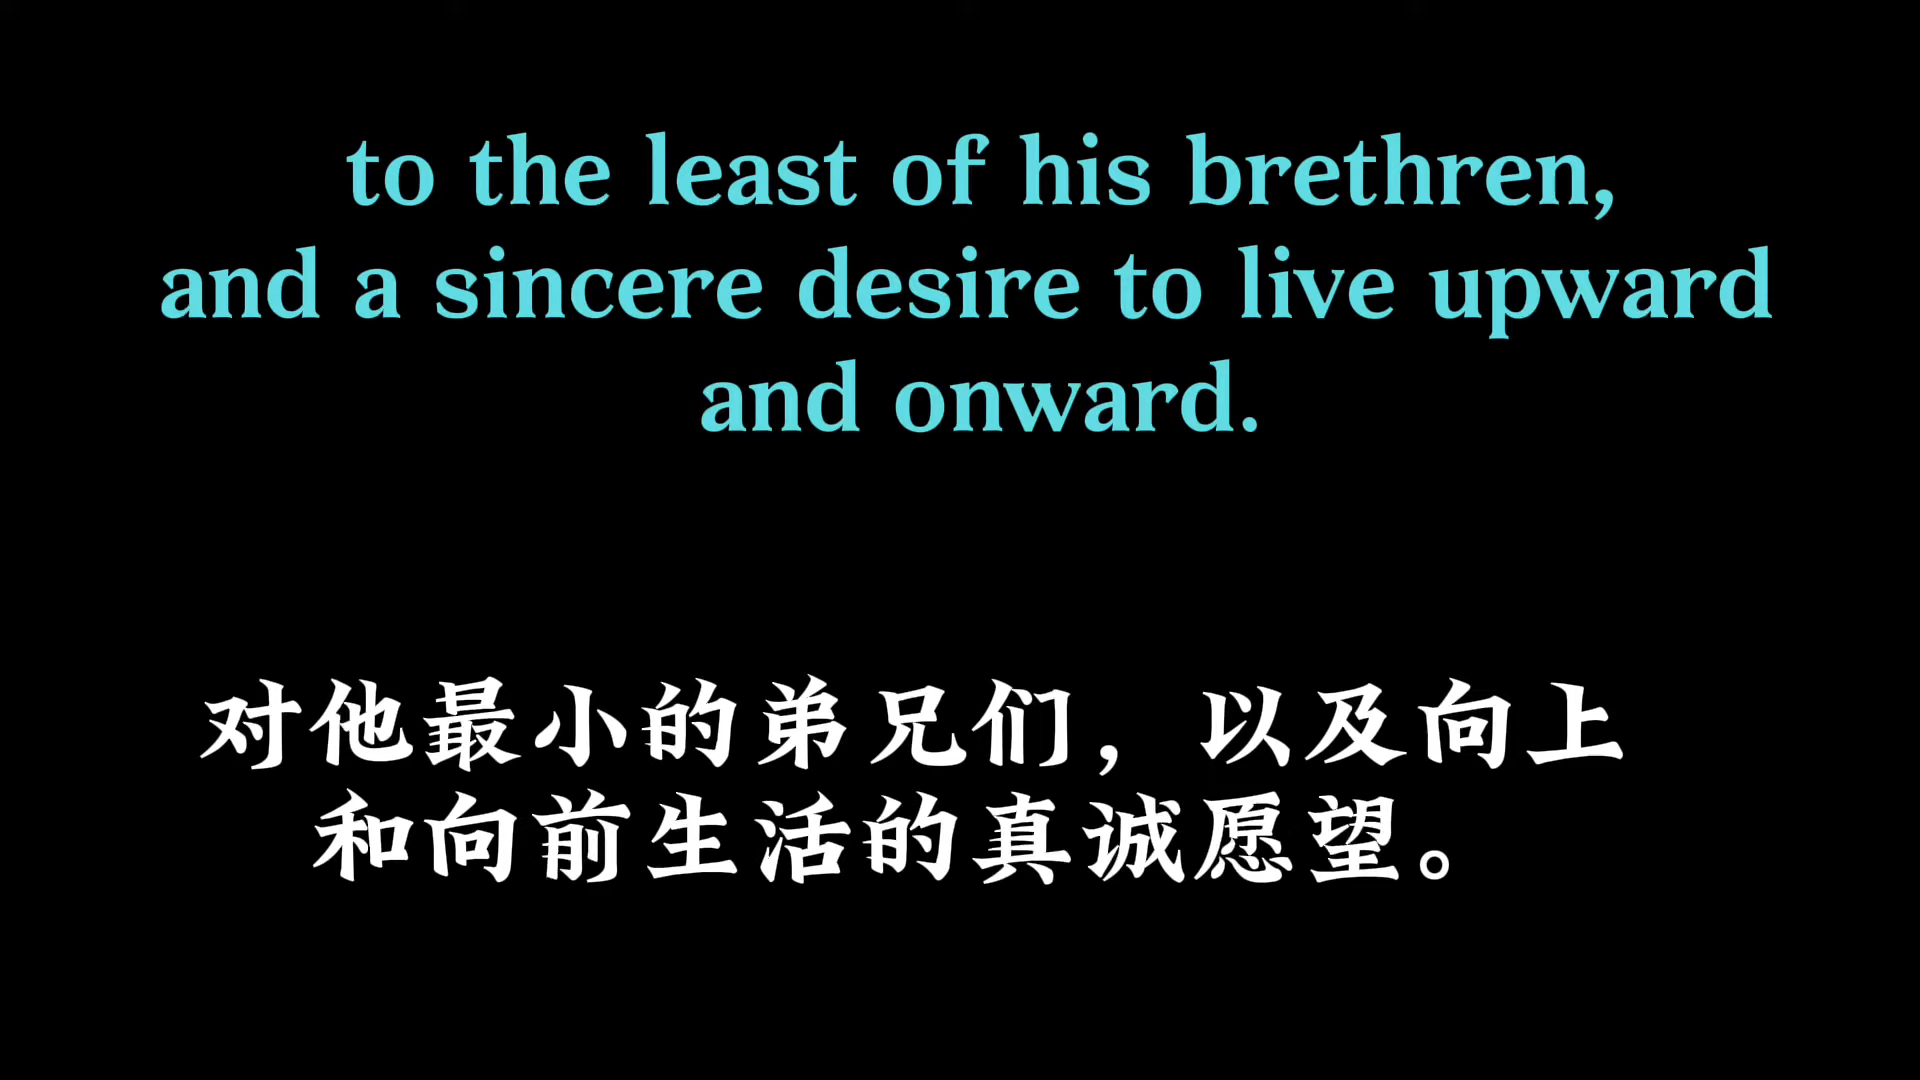 to the least of his brethren,
and a sincere desire to live upward
and onward.
对他最小的弟兄们，以及向上
和向前生活的真诚愿望。